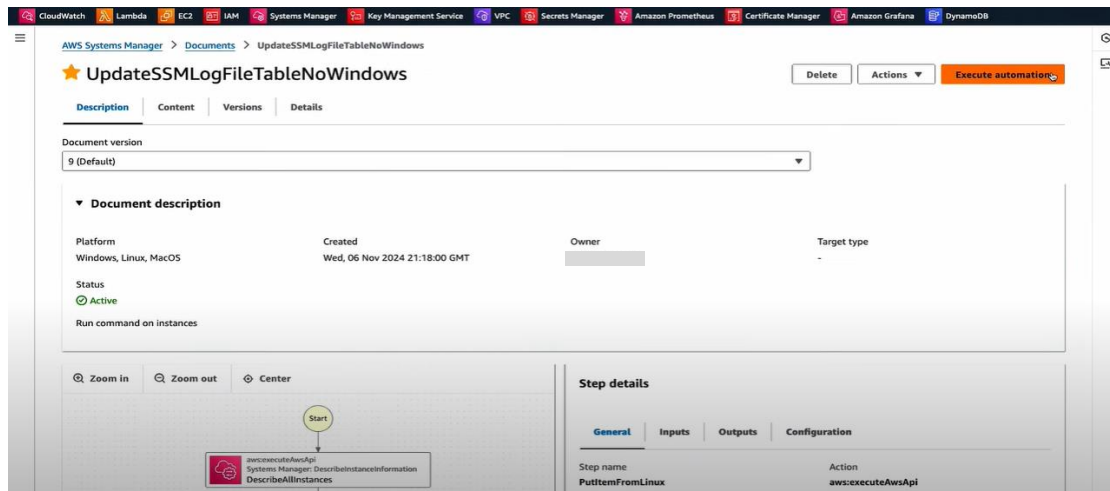 CloudWatch Lambda EC2 IAM Systems Manager Key Management Service VPC Secrets Manager Amazon Prometheus Certificate Manager Amazon Grafana DynamoDB
AWS Systems Manager > Documents > UpdateSSMLogFileTableNoWindows
UpdateSSMLogFileTableNoWindows
Delete Actions ▼ Execute automation
Description Content Versions Details
Document version
9 (Default)
Document description
Platform Created Owner Target type
Windows, Linux, MacOS Wed, 06 Nov 2024 21:18:00 GMT -
Status
Active
Run command on instances
Zoom in Zoom out Center
Step details
Start
General Inputs Outputs Configuration
aws:executeAwsApi
Systems Manager: DescribeInstanceInformation
DescribeAllInstances
Step name Action
PutItemFromLinux aws:executeAwsApi